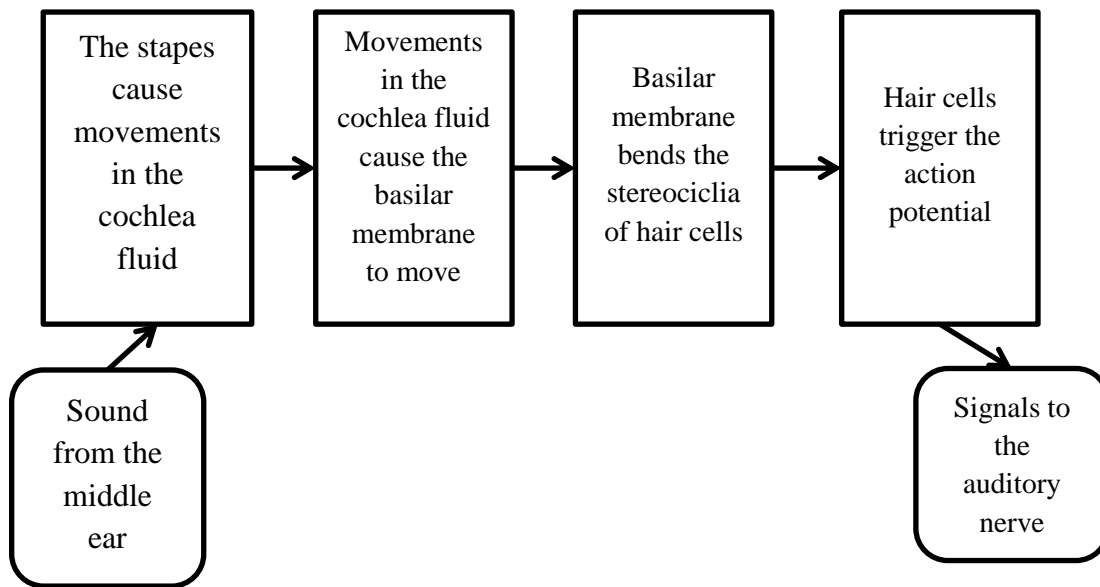 The stapes
cause
movements
in the
cochlea
fluid
Movements
in the
cochlea fluid
cause the
basilar
membrane
to move
Basilar
membrane
bends the
stereociclia
of hair cells
Hair cells
trigger the
action
potential
Sound
from the
middle
ear
Signals to
the
auditory
nerve